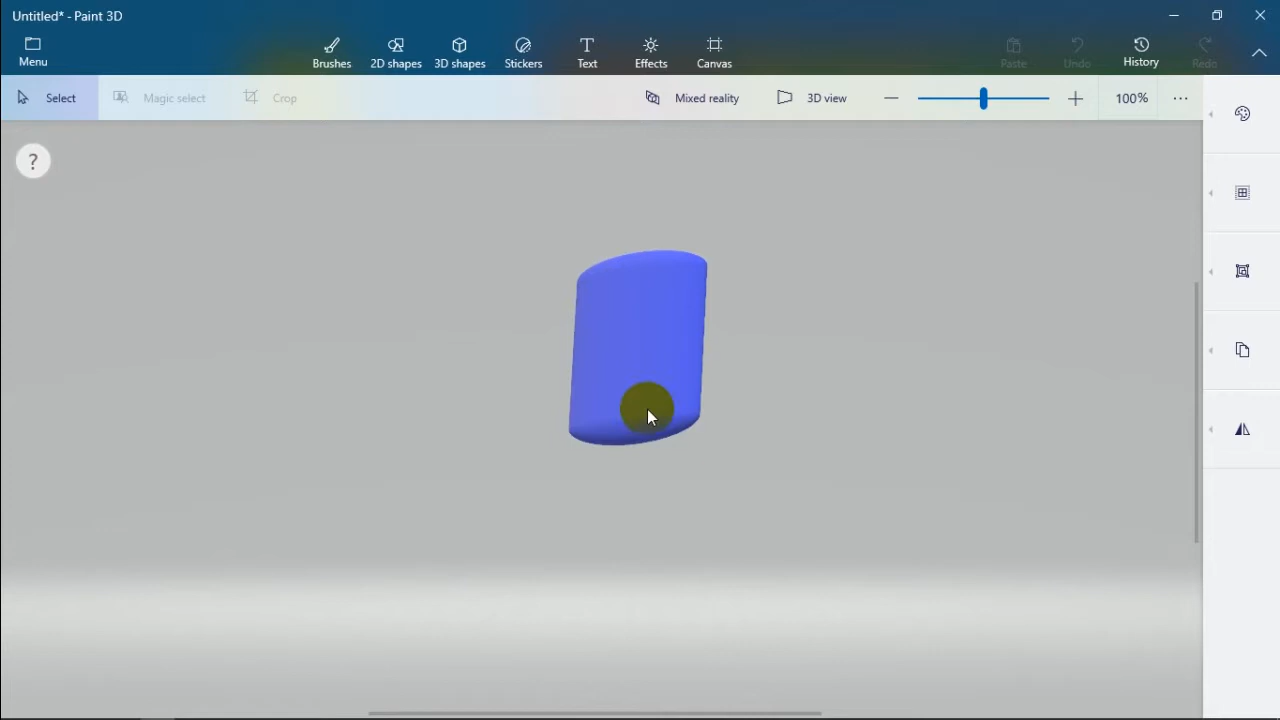 Untitled* - Paint 3D
Menu
Brushes 2D shapes 3D shapes Stickers Text Effects Canvas Paste Undo History Redo
Select Magic select Crop Mixed reality 3D view 100%
?